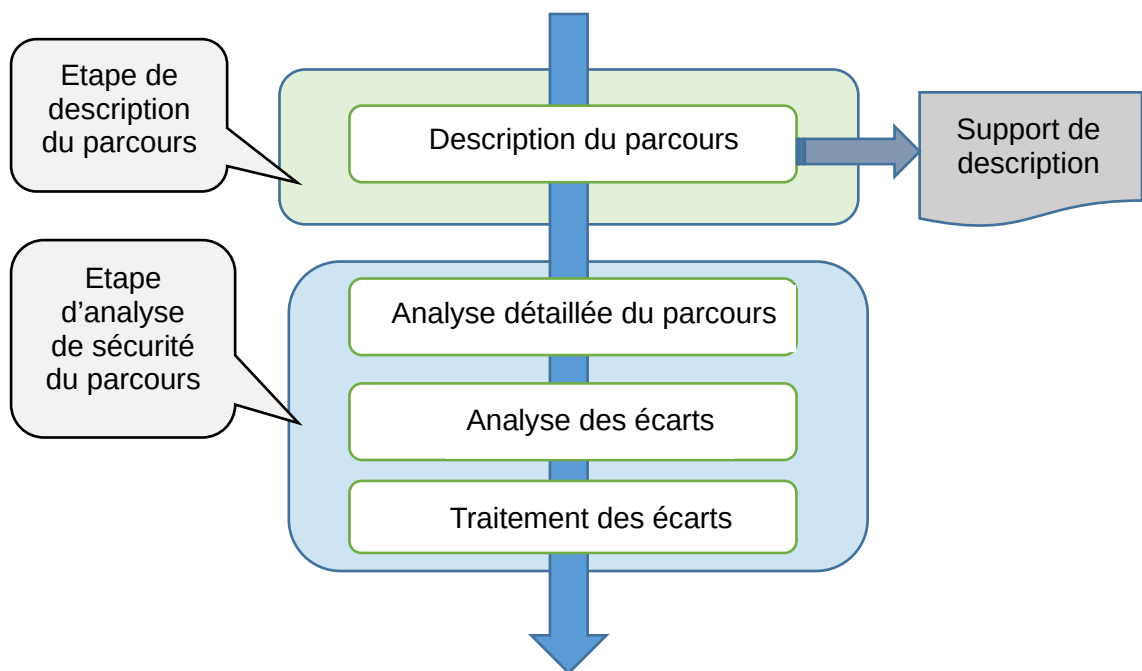 Etape de
description
du parcours
Description du parcours
Support de
description
Etape
d'analyse
de sécurité
du parcours
Analyse détaillée du parcours
Analyse des écarts
Traitement des écarts